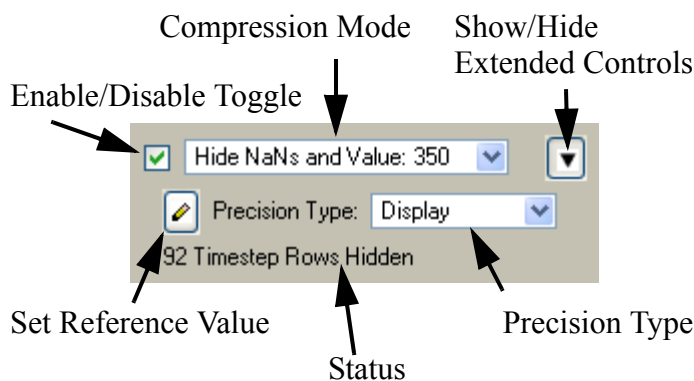 Compression Mode
Show/Hide
Extended Controls
Enable/Disable Toggle
Hide NaNs and Value: 350
Precision Type: Display
92 Timestep Rows Hidden
Set Reference Value
Precision Type
Status